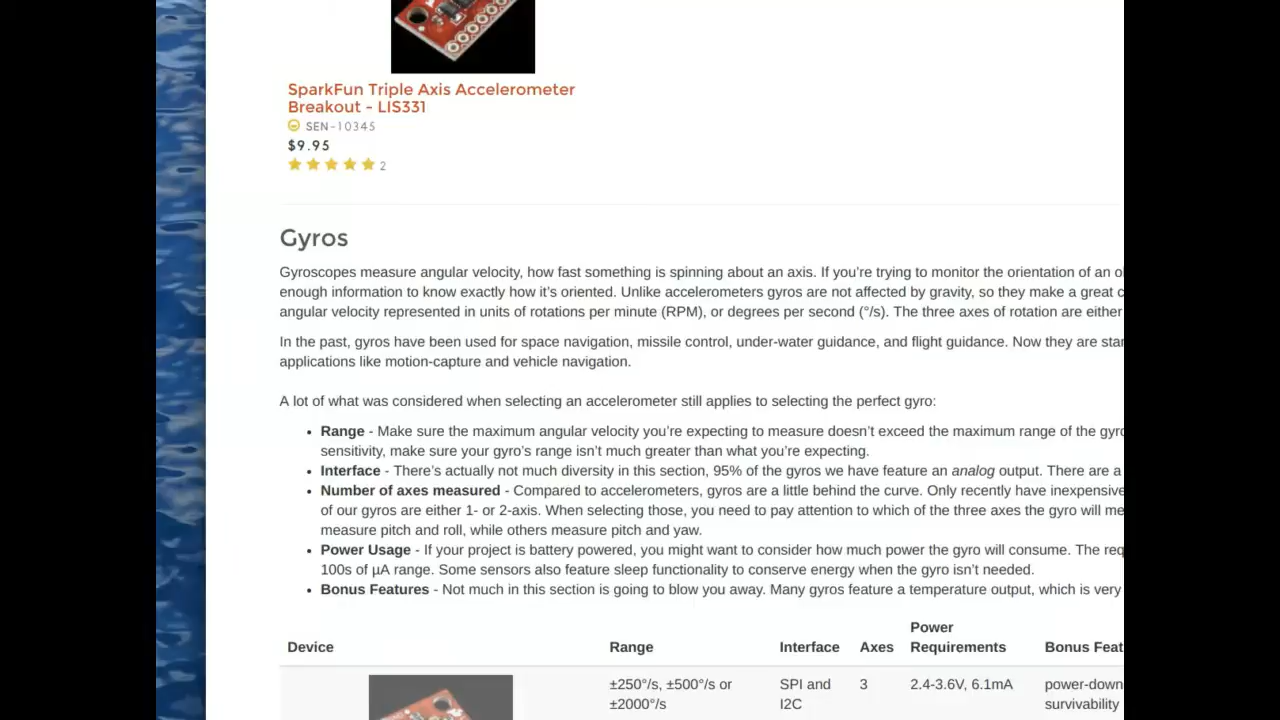 SparkFun Triple Axis Accelerometer
Breakout - LIS331
SEN-10345
$9.95
2
Gyros
Gyroscopes measure angular velocity, how fast something is spinning about an axis. If you're trying to monitor the orientation of an
enough information to know exactly how it's oriented. Unlike accelerometers gyros are not affected by gravity, so they make a great
angular velocity represented in units of rotations per minute (RPM), or degrees per second (°/s). The three axes of rotation are either
In the past, gyros have been used for space navigation, missile control, under-water guidance, and flight guidance. Now they are
applications like motion-capture and vehicle navigation.
A lot of what was considered when selecting an accelerometer still applies to selecting the perfect gyro:
• Range - Make sure the maximum angular velocity you're expecting to measure doesn't exceed the maximum range of the
sensitivity, make sure your gyro's range isn't much greater than what you're expecting.
• Interface - There's actually not much diversity in this section, 95% of the gyros we have feature an analog output. There are a
• Number of axes measured - Compared to accelerometers, gyros are a little behind the curve. Only recently have inexpensive
of our gyros are either 1- or 2-axis. When selecting those, you need to pay attention to which of the three axes the gyro will
measure pitch and roll, while others measure pitch and yaw.
• Power Usage - If your project is battery powered, you might want to consider how much power the gyro will consume. The
100s of µA range. Some sensors also feature sleep functionality to conserve energy when the gyro isn't needed.
• Bonus Features - Not much in this section is going to blow you away. Many gyros feature a temperature output, which is very
Power
Device Range Interface Axes Requirements Bonus
±250°/s, ±500°/s or SPI and 3 2.4-3.6V, 6.1mA power-down
±2000°/s I2C survivability